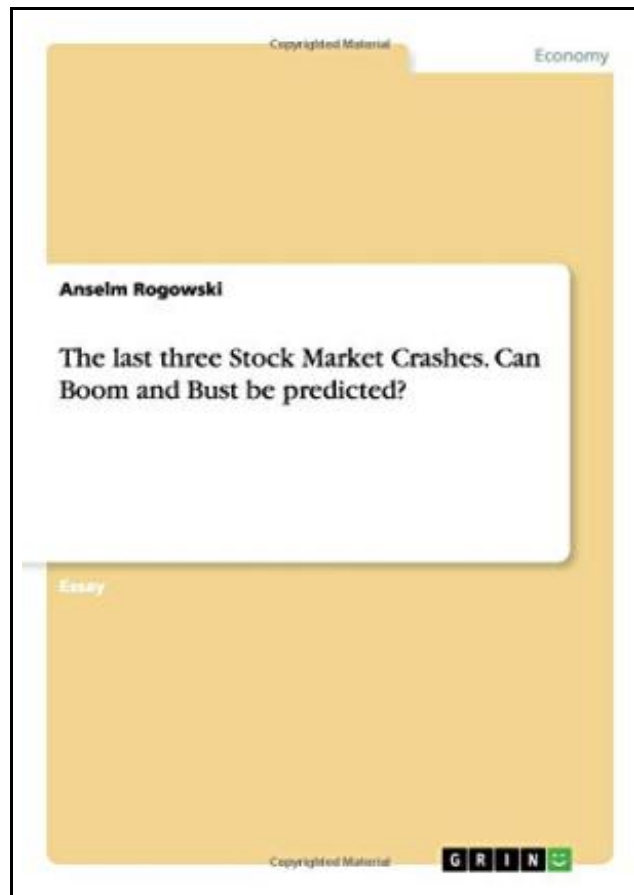 Copyrighted Material
Economy
Anselm Rogowski
The last three Stock Market Crashes. Can
Boom and Bust be predicted?
Essay
GRIN
Copyrighted Material